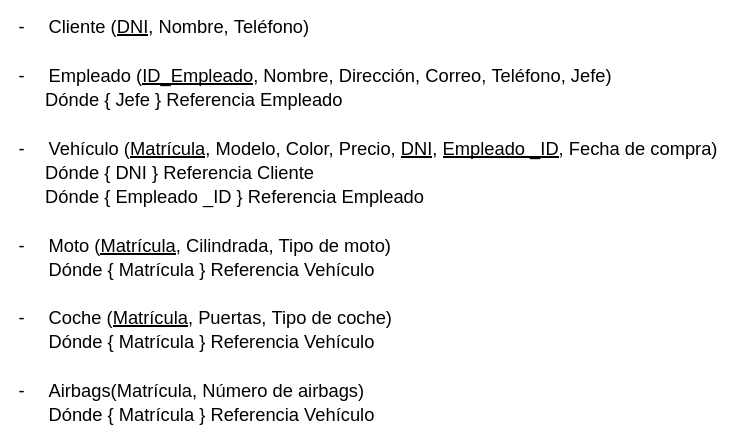 - Cliente (DNI, Nombre, Teléfono)
- Empleado (ID_Empleado, Nombre, Dirección, Correo, Teléfono, Jefe)
Dónde { Jefe } Referencia Empleado
- Vehículo (Matrícula, Modelo, Color, Precio, DNI, Empleado _ID, Fecha de compra)
Dónde { DNI } Referencia Cliente
Dónde { Empleado _ID } Referencia Empleado
- Moto (Matrícula, Cilindrada, Tipo de moto)
Dónde { Matrícula } Referencia Vehículo
- Coche (Matrícula, Puertas, Tipo de coche)
Dónde { Matrícula } Referencia Vehículo
- Airbags(Matrícula, Número de airbags)
Dónde { Matrícula } Referencia Vehículo